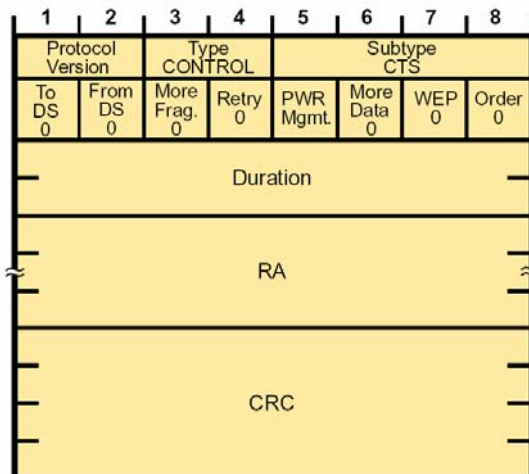 1 2 3 4 5 6 7 8
Protocol Version Type CONTROL Subtype CTS
To DS 0 From DS 0 More Frag. 0 Retry 0 PWR Mgmt. More Data 0 WEP 0 Order 0
Duration
RA
CRC